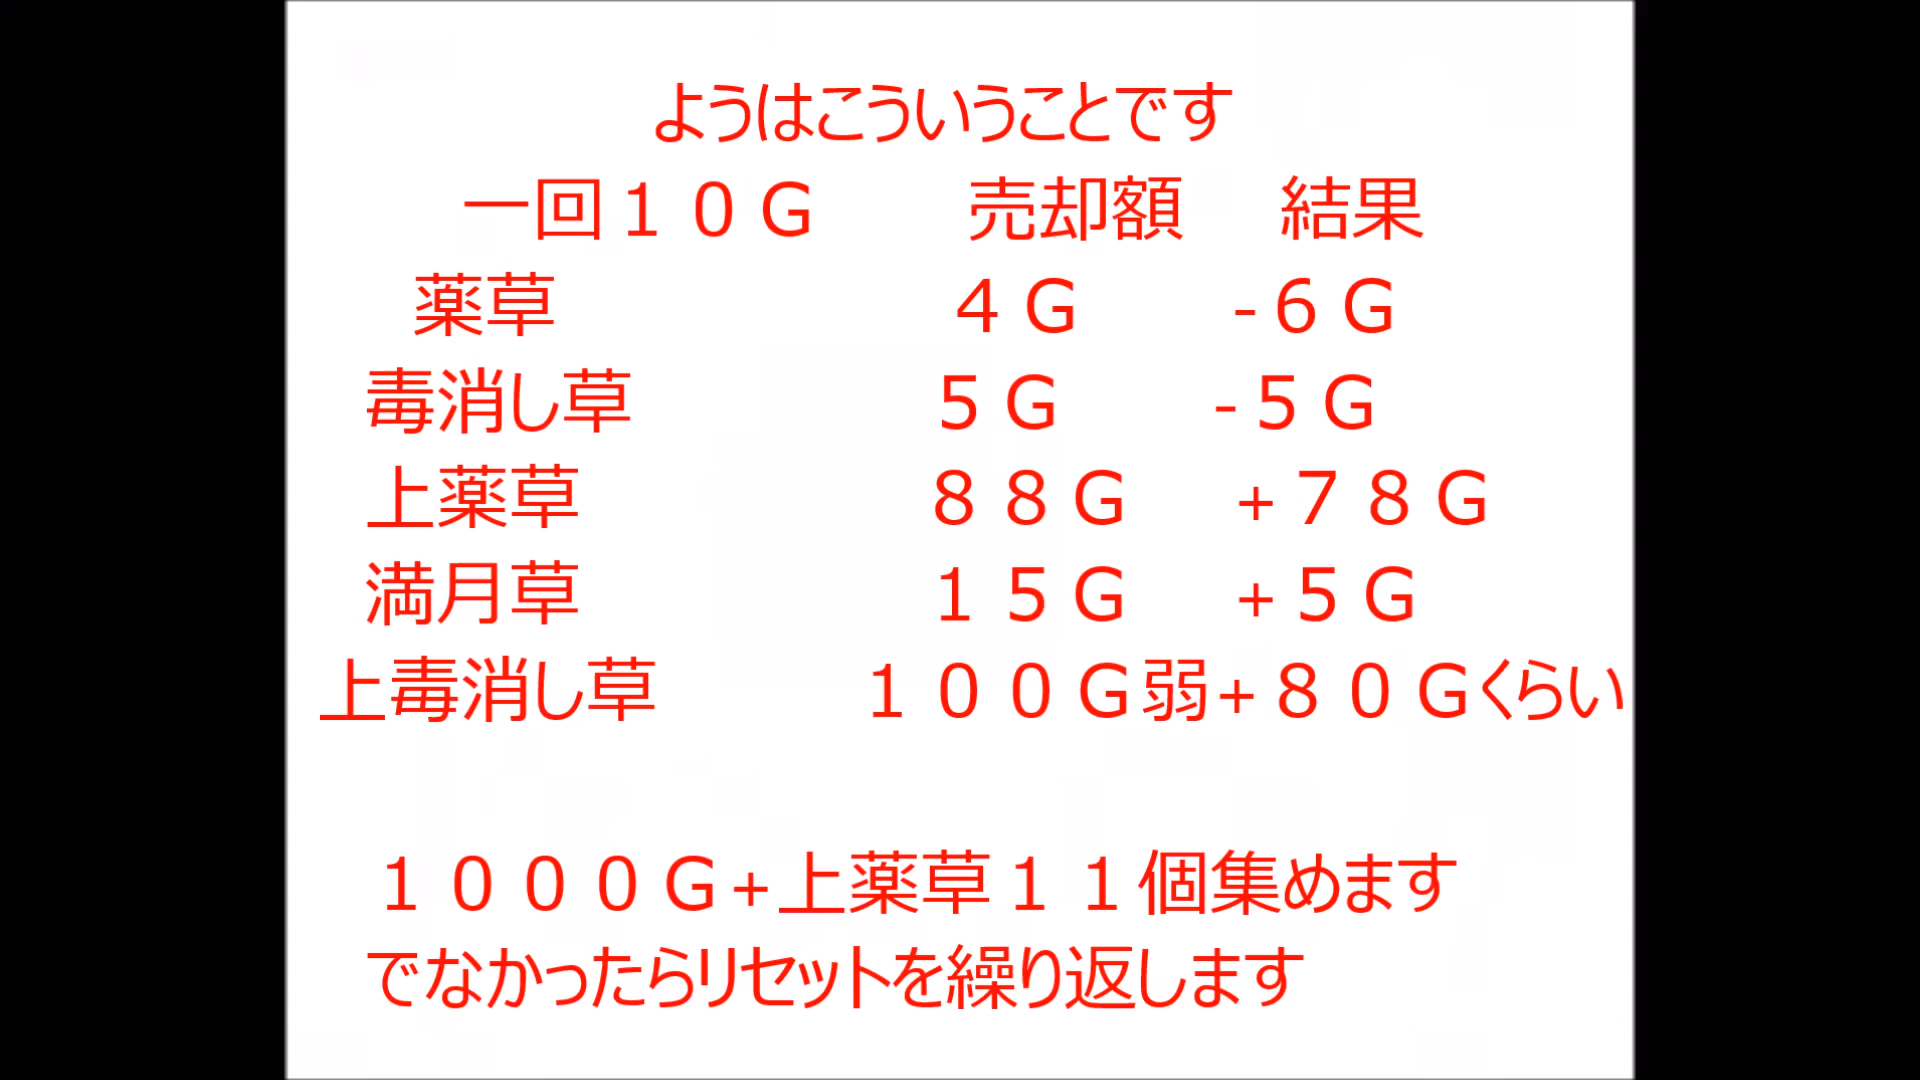 ようはこういうことです
一回１０Ｇ　売却額　結果
薬草　４Ｇ　-６Ｇ
毒消し草　５Ｇ　-５Ｇ
上薬草　８８Ｇ　+７８Ｇ
満月草　１５Ｇ　+５Ｇ
上毒消し草　１００Ｇ弱+８０Ｇくらい
１０００Ｇ+上薬草１１個集めます
でなかったらリセットを繰り返します